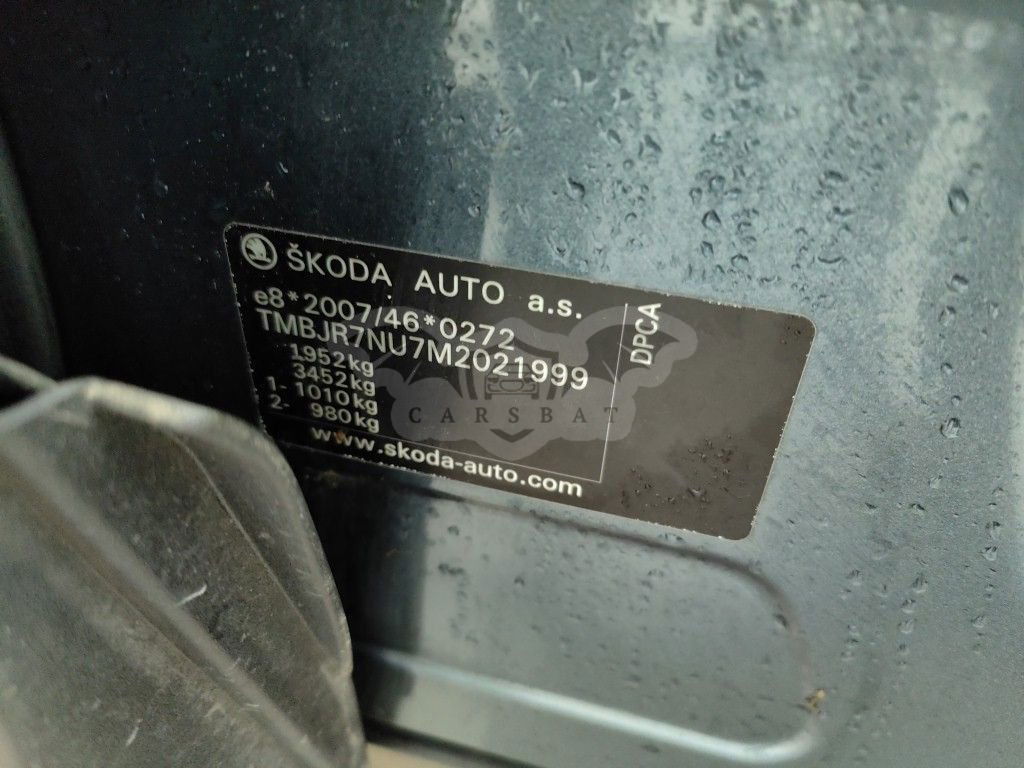 ŠKODA AUTO a.s.
e8*2007/46*0272
TMBJR7NU7M2021999
1952kg
3452kg
1- 1010kg
2- 980kg
www.skoda-auto.com
DPCA
CARSBAT